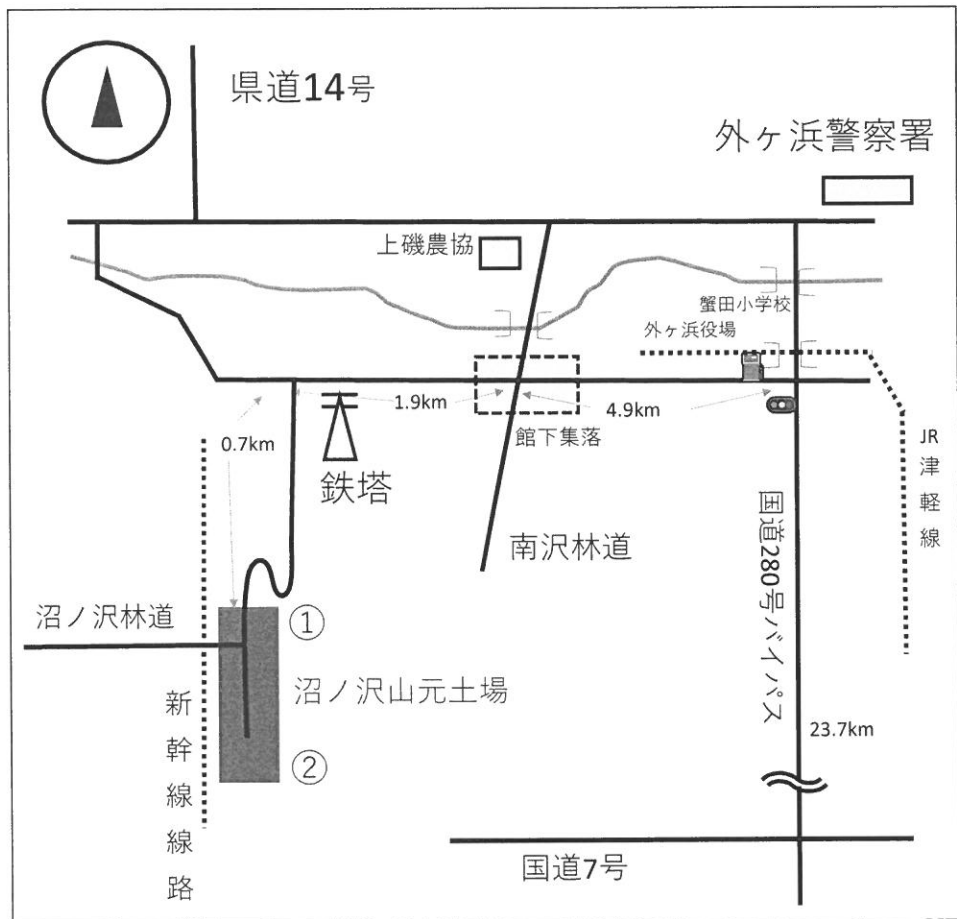 県道14号
外ヶ浜警察署
上磯農協
蟹田小学校
外ヶ浜役場
1.9km
4.9km
館下集落
0.7km
鉄塔
JR津軽線
南沢林道
国道280号バイパス
沼ノ沢林道
①
沼ノ沢山元土場
新幹線線路
②
23.7km
国道7号